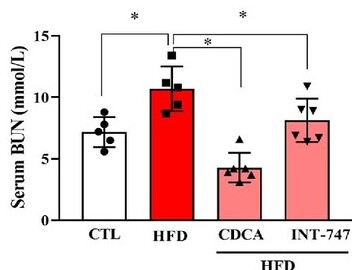 *
*
*
Serum BUN (mmol/L)
15
10
5
0
CTL
HFD
CDCA
INT-747
HFD